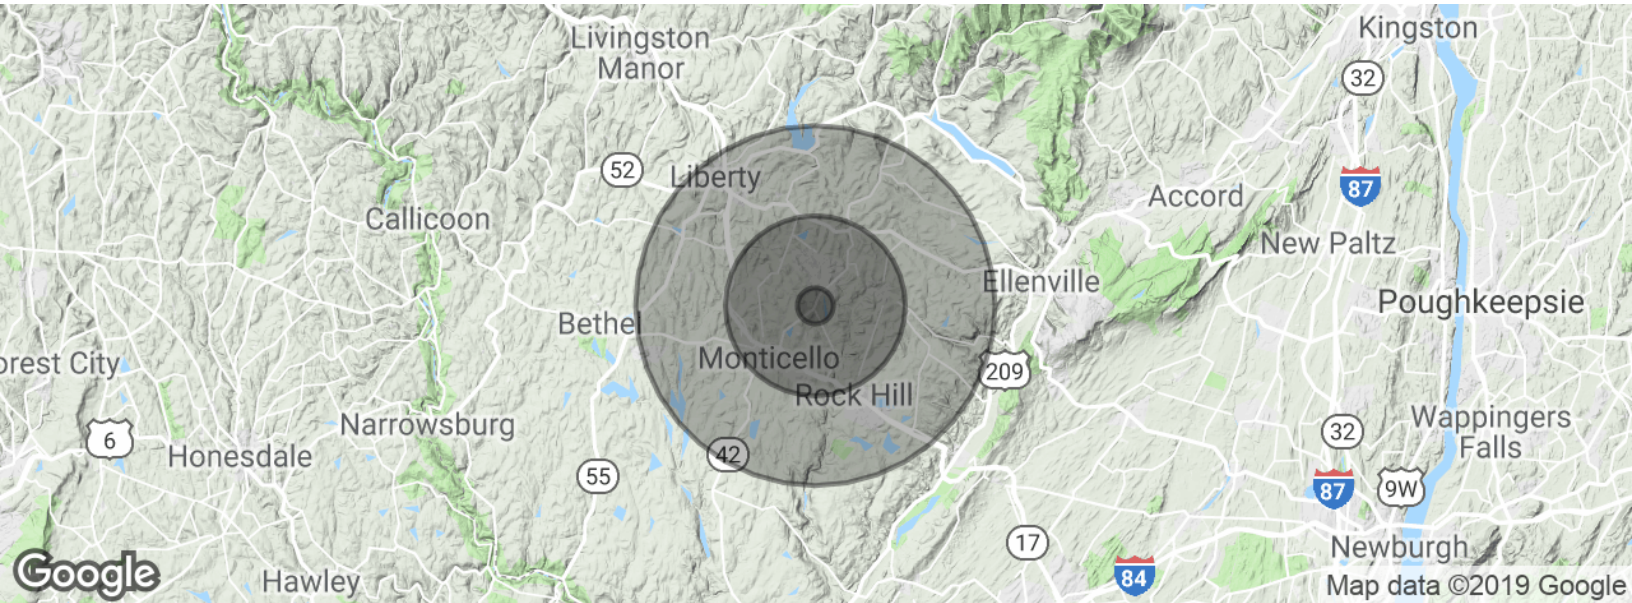 Kingston
Livingston
Manor
32
52
Liberty
87
Accord
Callicoon
New Paltz
Ellenville
Poughkeepsie
Bethel
orest City
Monticello
209
Rock Hill
Narrowsburg
Wappingers
Falls
6
32
Honesdale
42
55
87
9W
17
Newburgh
Google
Hawley
84
Map data ©2019 Google